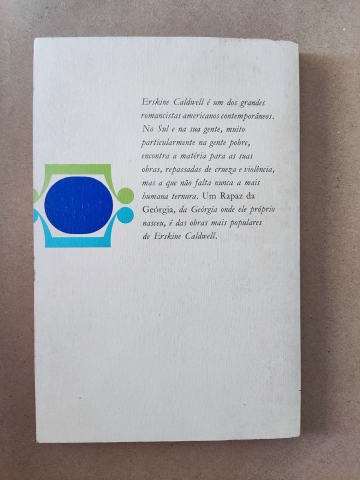 Erskine Caldwell é um dos grandes
romancistas americanos contemporâneos.
No Sul e na sua gente, muito
particularmente na gente pobre,
encontra a matéria para as suas
obras, repassadas de crueza e violência,
mas a que não falta nunca a mais
humana ternura. Um Rapaz da
Geórgia, da Geórgia onde ele próprio
nasceu, é das obras mais populares
de Erskine Caldwell.